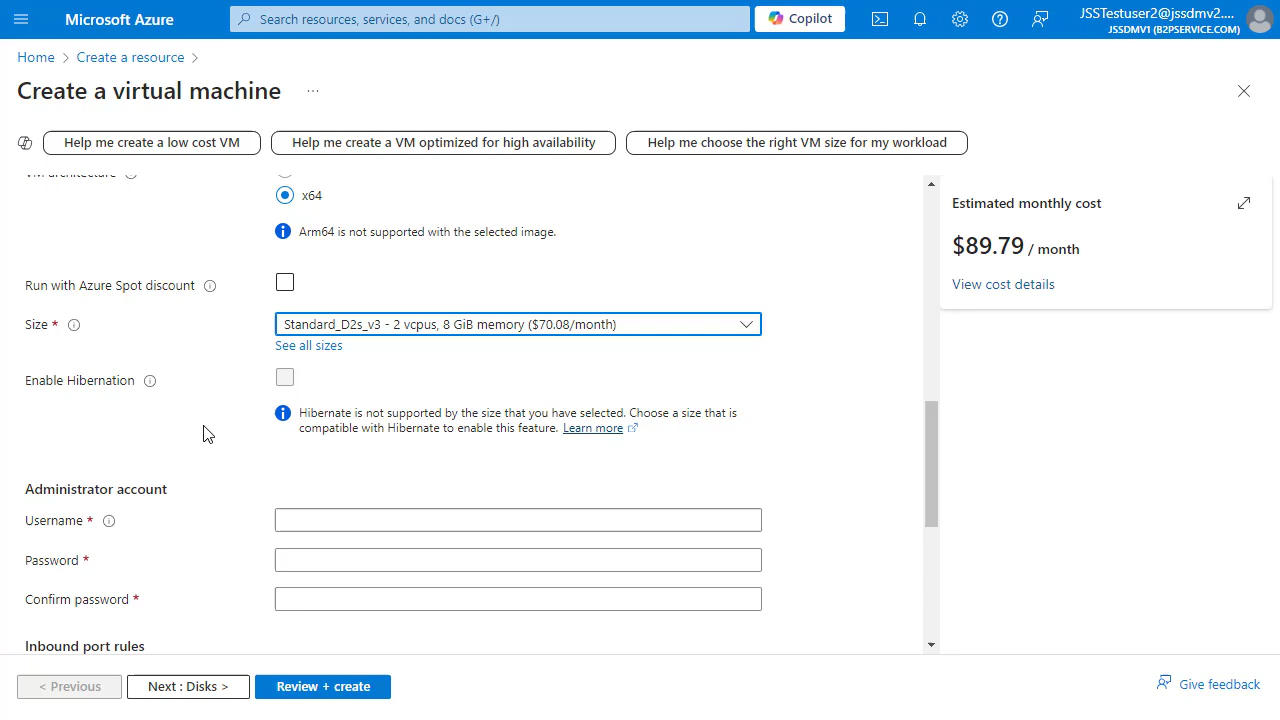 Microsoft Azure
Search resources, services, and docs (G+/)
Copilot
JSSTestuser2@jssdmv2....
JSSDMV1 (B2PSERVICE.COM)
Home > Create a resource >
Create a virtual machine
...
Help me create a low cost VM
Help me create a VM optimized for high availability
Help me choose the right VM size for my workload
VM architecture
x64
Arm64 is not supported with the selected image.
Run with Azure Spot discount
Size *
Standard_D2s_v3 - 2 vcpus, 8 GiB memory ($70.08/month)
See all sizes
Enable Hibernation
Hibernate is not supported by the size that you have selected. Choose a size that is
compatible with Hibernate to enable this feature. Learn more
Administrator account
Username *
Password *
Confirm password *
Inbound port rules
Estimated monthly cost
$89.79 / month
View cost details
< Previous
Next : Disks >
Review + create
Give feedback